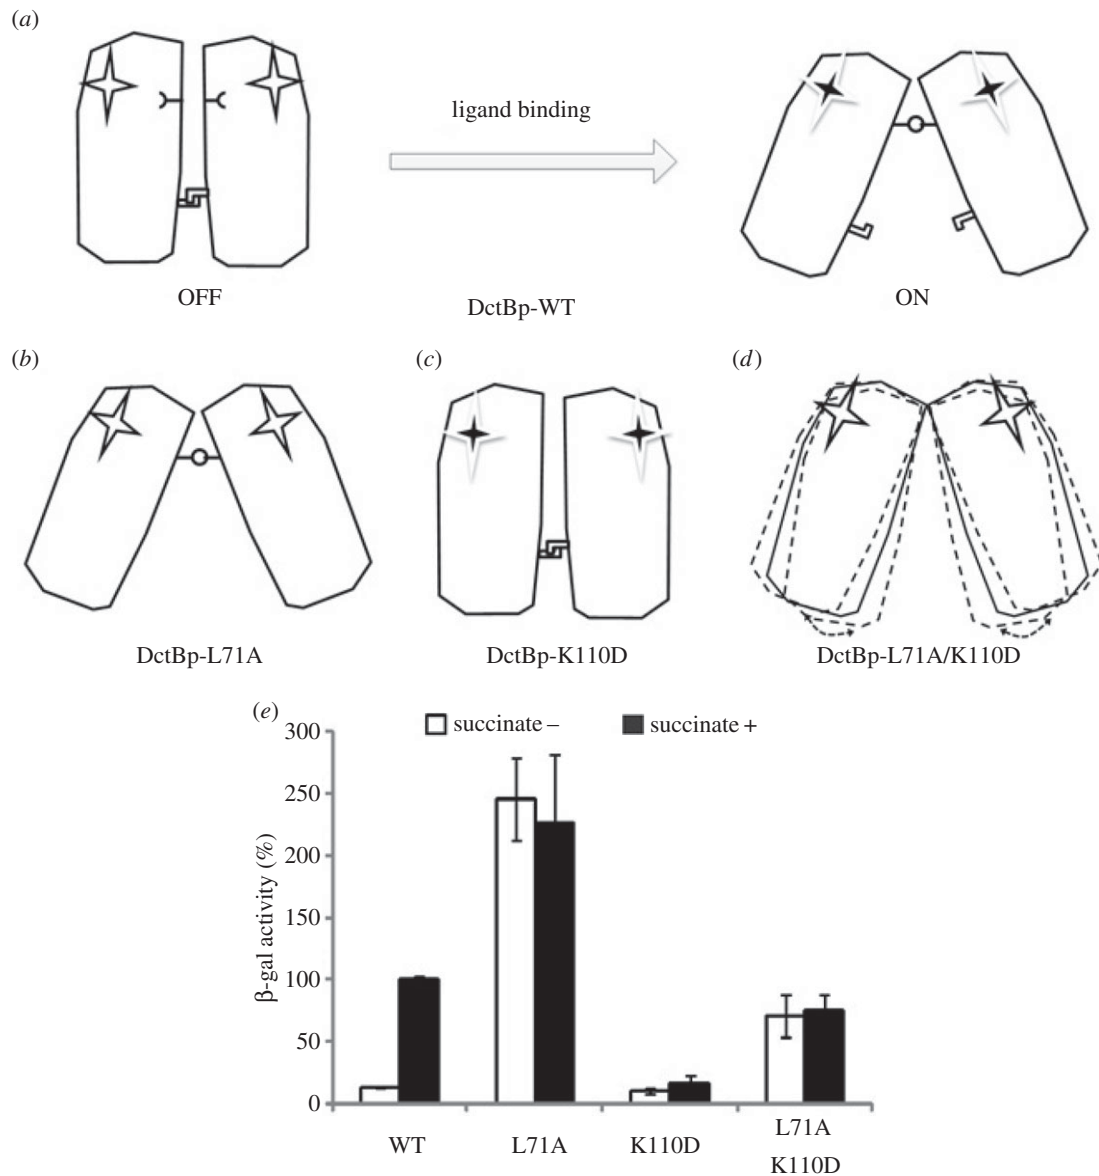 (a)
ligand binding
OFF
DctBp-WT
ON
(b)
(c)
(d)
DctBp-L71A
DctBp-K110D
DctBp-L71A/K110D
(e)
succinate –
succinate +
β-gal activity (%)
300
250
200
150
100
50
0
WT
L71A
K110D
L71A
K110D